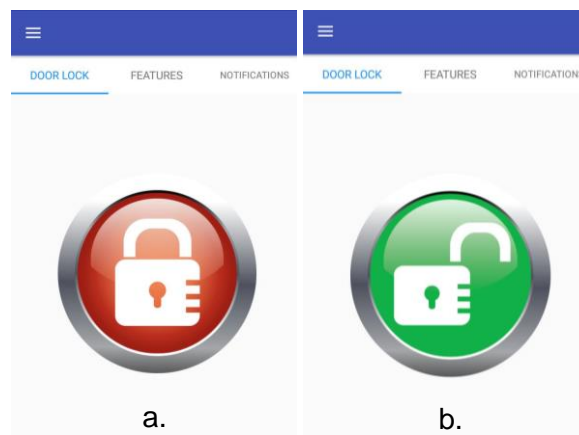 DOOR LOCK FEATURES NOTIFICATIONS
DOOR LOCK FEATURES NOTIFICATION
a.
b.